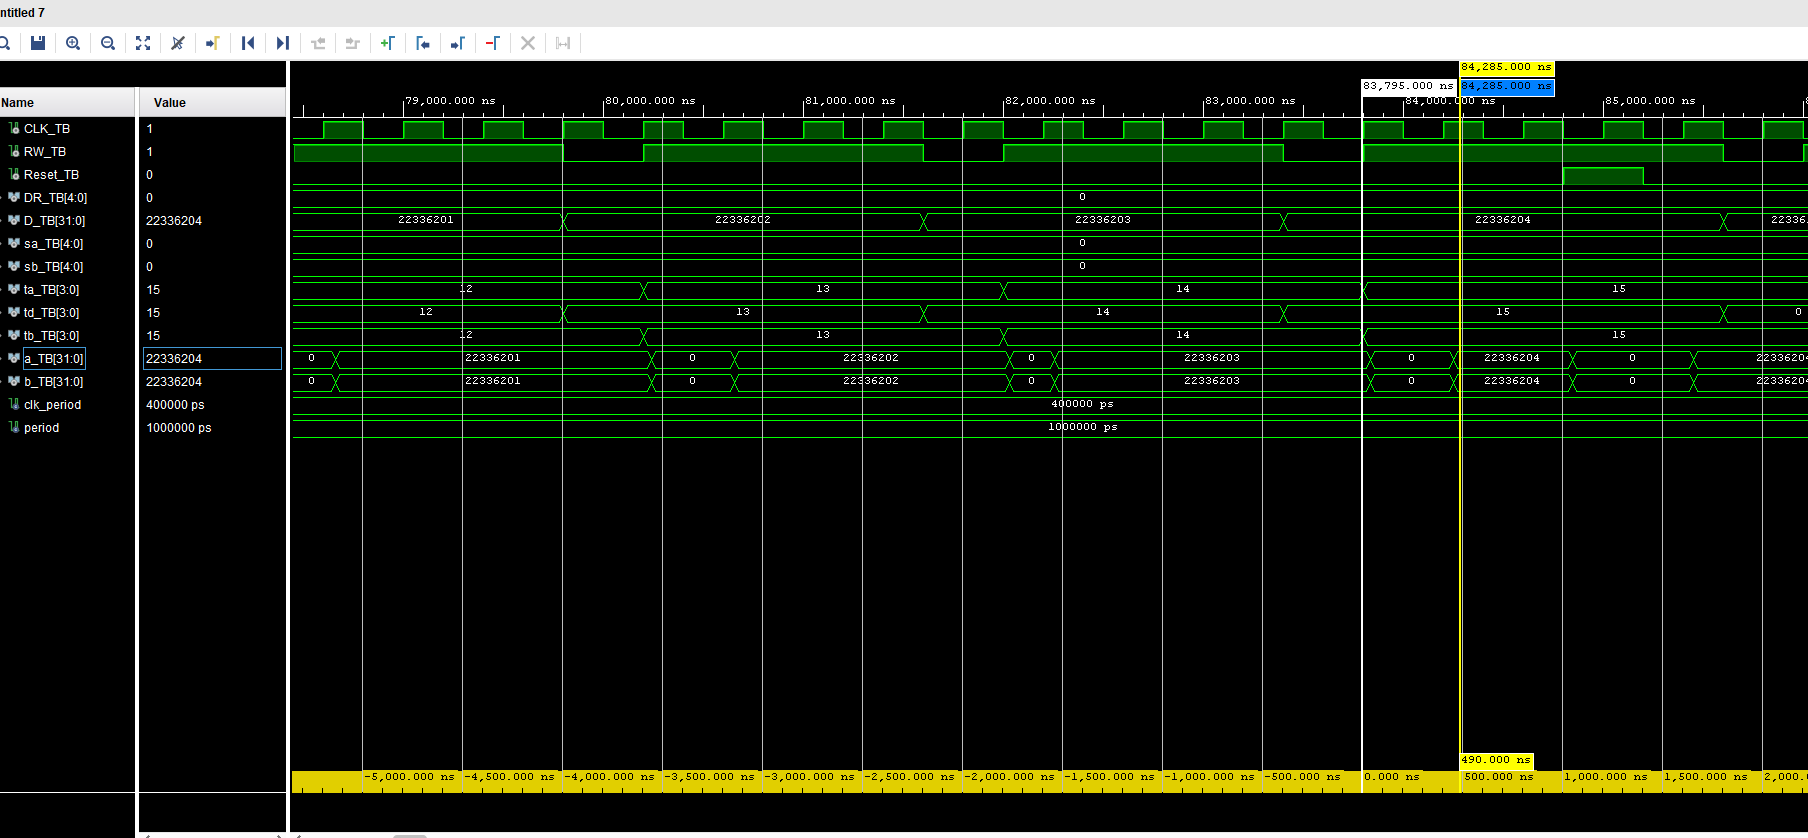 ntitled 7
84,285.000 ns
83,795.000 ns 84,285.000 ns
Name Value 79,000.000 ns 80,000.000 ns 81,000.000 ns 82,000.000 ns 83,000.000 ns 84,000.000 ns 85,000.000 ns
CLK_TB 1
RW_TB 1
Reset_TB 0
DR_TB[4:0] 0 0
D_TB[31:0] 22336204 22336201 22336202 22336203 22336204 22336
sa_TB[4:0] 0 0
sb_TB[4:0] 0 0
ta_TB[3:0] 15 12 13 14 15
td_TB[3:0] 15 12 13 14 15 0
tb_TB[3:0] 15 12 13 14 15
a_TB[31:0] 22336204 0 22336201 0 22336202 0 22336203 0 22336204 0 22336204
b_TB[31:0] 22336204 0 22336201 0 22336202 0 22336203 0 22336204 0 22336204
clk_period 400000 ps 400000 ps
period 1000000 ps 1000000 ps
490.000 ns
-5,000.000 ns -4,500.000 ns -4,000.000 ns -3,500.000 ns -3,000.000 ns -2,500.000 ns -2,000.000 ns -1,500.000 ns -1,000.000 ns -500.000 ns 0.000 ns 500.000 ns 1,000.000 ns 1,500.000 ns 2,000